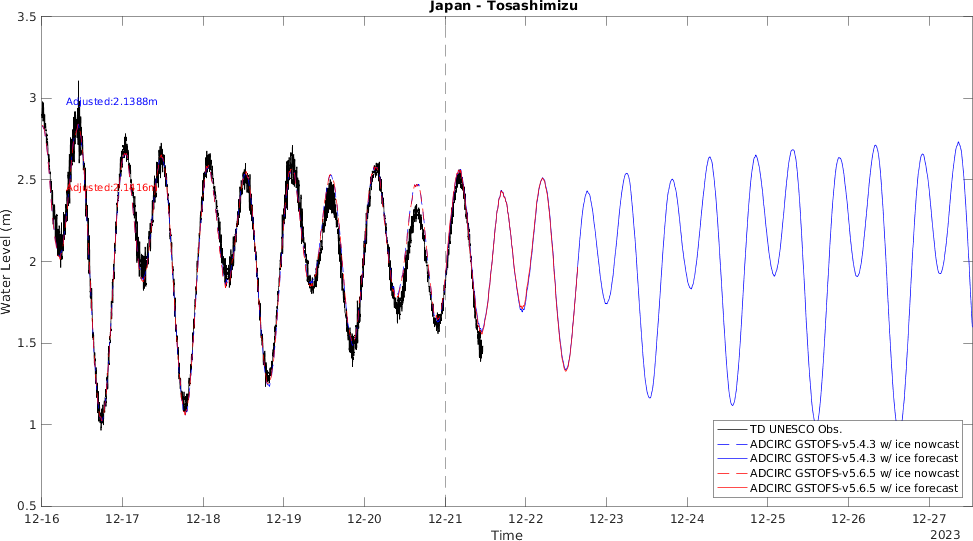 Japan - Tosashimizu
3.5
3
2.5
2
1.5
1
0.5
Water Level (m)
Adjusted:2.1388m
Adjusted:2.1416m
TD UNESCO Obs.
ADCIRC GSTOFS-v5.4.3 w/ ice nowcast
ADCIRC GSTOFS-v5.4.3 w/ ice forecast
ADCIRC GSTOFS-v5.6.5 w/ ice nowcast
ADCIRC GSTOFS-v5.6.5 w/ ice forecast
12-16 12-17 12-18 12-19 12-20 12-21 12-22 12-23 12-24 12-25 12-26 12-27
Time
2023